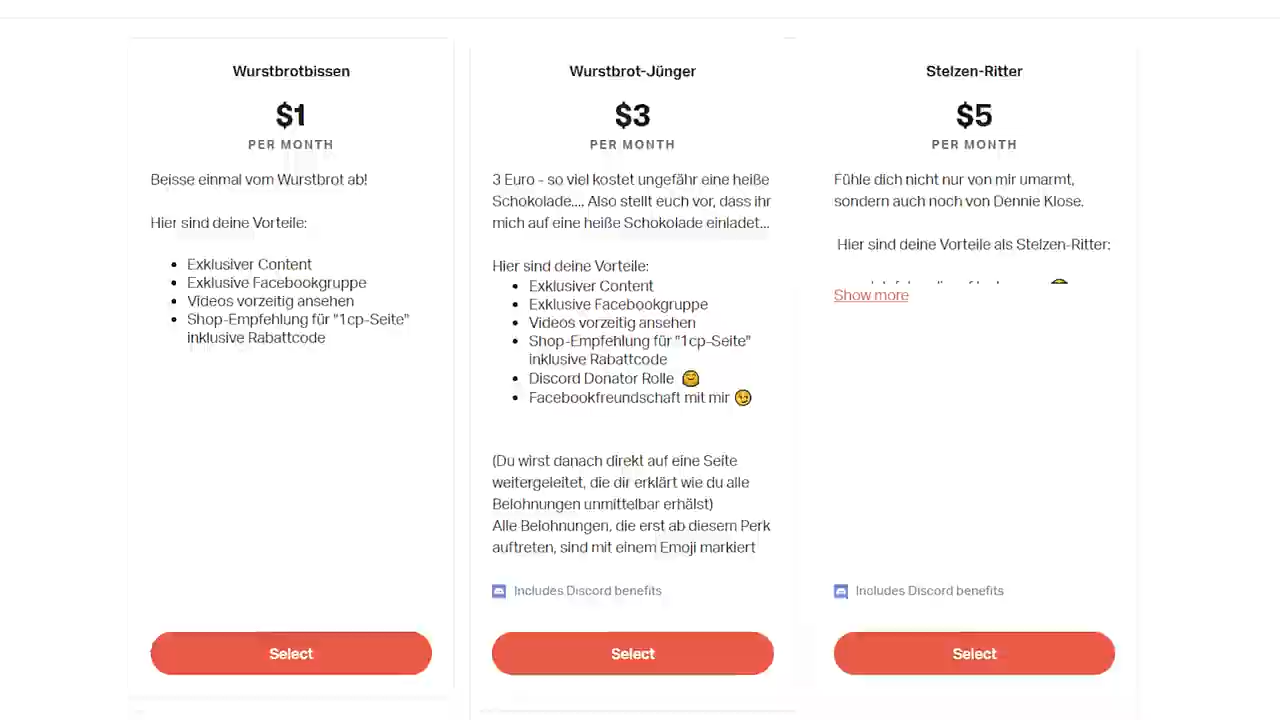 Wurstbrotbissen
$1
PER MONTH
Beisse einmal vom Wurstbrot ab!
Hier sind deine Vorteile:
Exklusiver Content
Exklusive Facebookgruppe
Videos vorzeitig ansehen
Shop-Empfehlung für "1cp-Seite"
inklusive Rabattcode
Select
Wurstbrot-Jünger
$3
PER MONTH
3 Euro - so viel kostet ungefähr eine heiße
Schokolade.... Also stellt euch vor, dass ihr
mich auf eine heiße Schokolade einladet...
Hier sind deine Vorteile:
Exklusiver Content
Exklusive Facebookgruppe
Videos vorzeitig ansehen
Shop-Empfehlung für "1cp-Seite"
inklusive Rabattcode
Discord Donator Rolle
Facebookfreundschaft mit mir
(Du wirst danach direkt auf eine Seite
weitergeleitet, die dir erklärt wie du alle
Belohnungen unmittelbar erhälst)
Alle Belohnungen, die erst ab diesem Perk
auftreten, sind mit einem Emoji markiert
Includes Discord benefits
Select
Stelzen-Ritter
$5
PER MONTH
Fühle dich nicht nur von mir umarmt,
sondern auch noch von Dennie Klose.
Hier sind deine Vorteile als Stelzen-Ritter:
Show more
Includes Discord benefits
Select